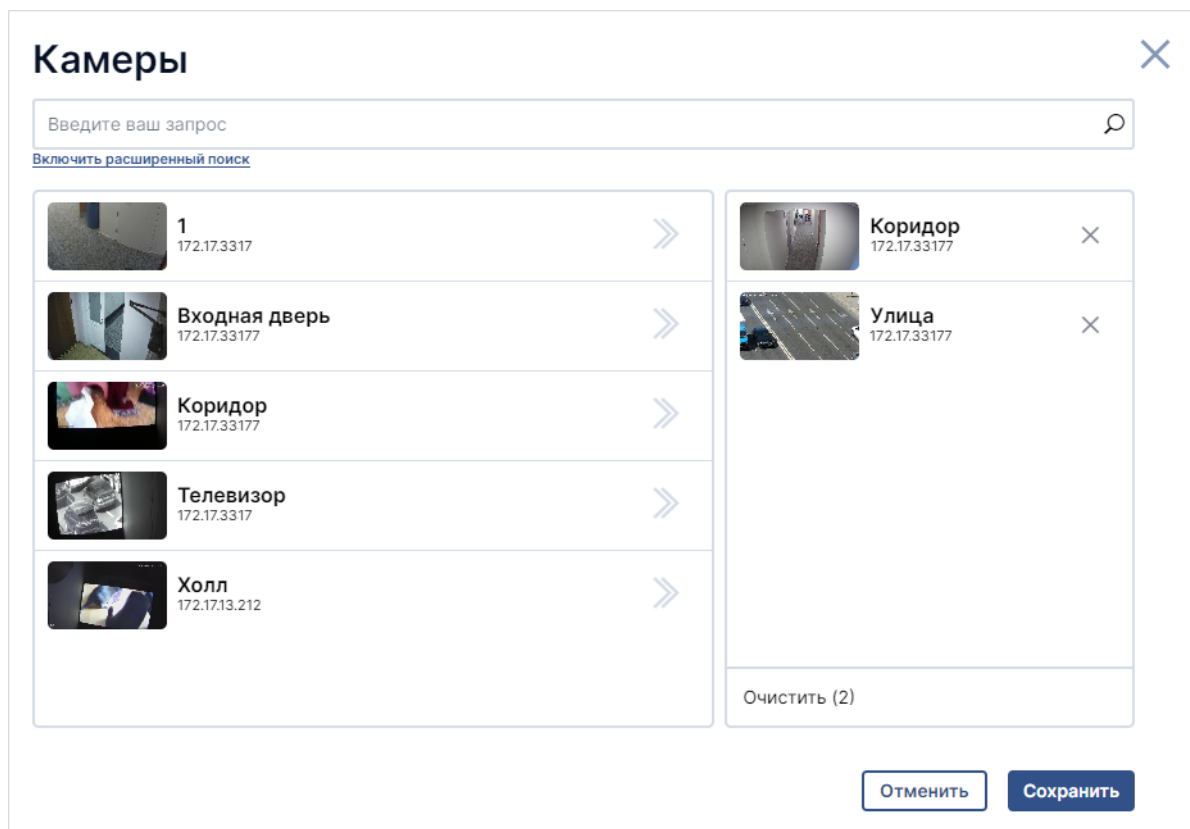 Камеры
Введите ваш запрос
Включить расширенный поиск
1
172.17.3317
Входная дверь
172.17.33177
Коридор
172.17.33177
Телевизор
172.17.3317
Холл
172.17.13.212
Коридор
172.17.33177
Улица
172.17.33177
Очистить (2)
Отменить
Сохранить